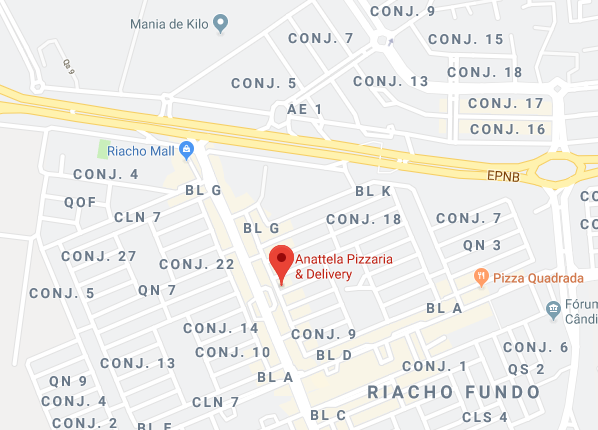 CONJ. 9
Mania de Kilo
CONJ. 7
CONJ. 15
Qs 9
CONJ. 5
CONJ. 13
CONJ. 18
AE 1
CONJ. 17
CONJ. 16
Riacho Mall
EPNB
CONJ. 4
BL G
BL K
QOF
CLN 7
BL G
CONJ. 18
CONJ. 7
QN 3
CONJ. 27
CONJ. 22
Anattela Pizzaria
& Delivery
Pizza Quadrada
CONJ. 5
QN 7
BL A
Fórum
Cândi
CONJ. 14
CONJ. 9
CONJ. 6
CONJ. 13
CONJ. 10
BL D
CONJ. 1
QS 2
QN 9
BL A
RIACHO FUNDO
CONJ. 4
CLN 7
BL C
CLS 4
CONJ. 2
BL E